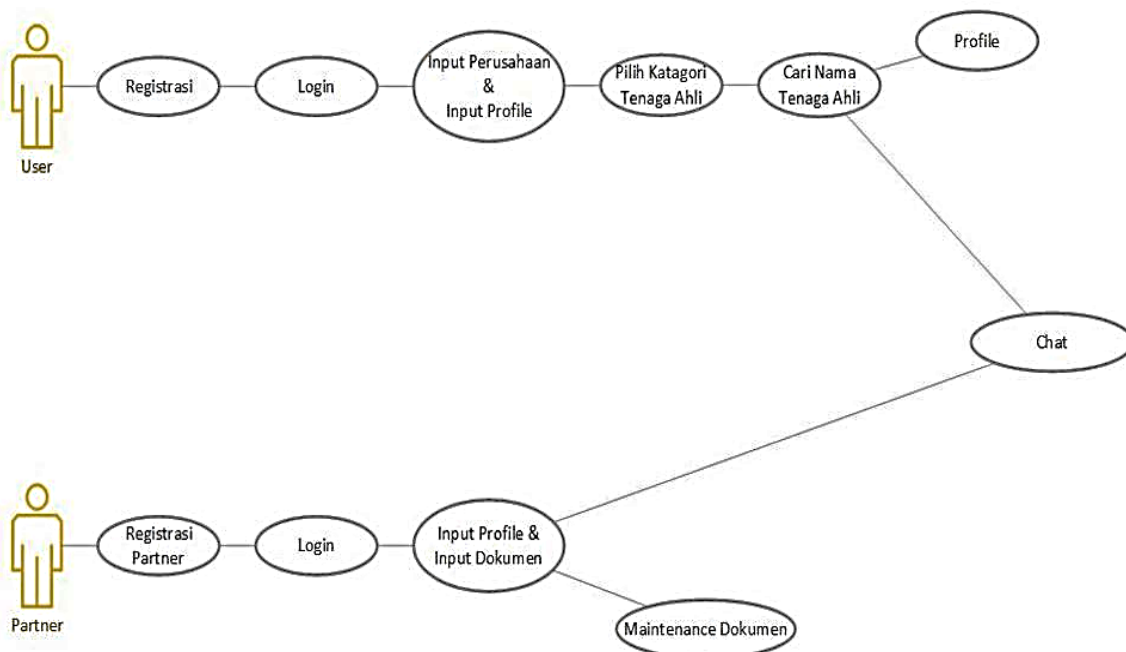 Profile
Registrasi
Login
Input Perusahaan
&
Input Profile
Pilih Katagori
Tenaga Ahli
Cari Nama
Tenaga Ahli
User
Chat
Registrasi
Partner
Login
Input Profile &
Input Dokumen
Partner
Maintenance Dokumen